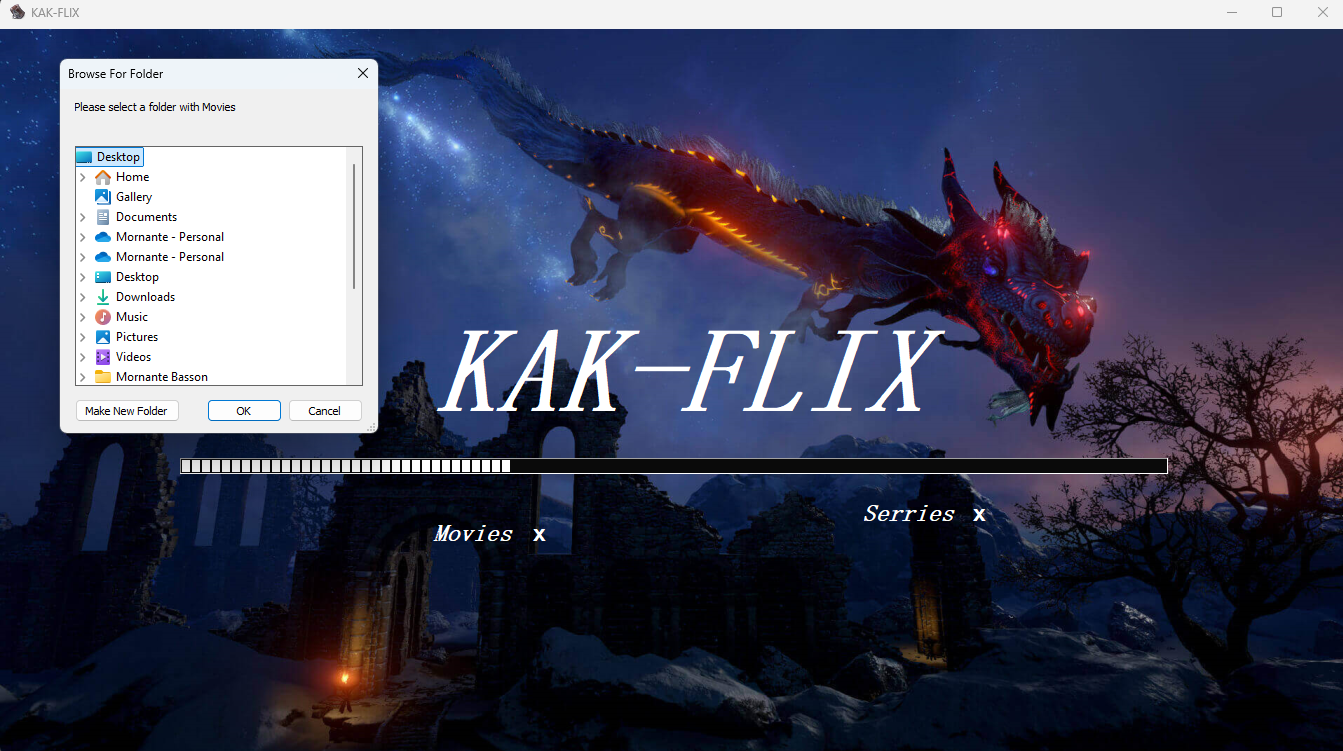 KAK-FLIX
Browse For Folder
Please select a folder with Movies
Desktop
Home
Gallery
Documents
Mornante - Personal
Mornante - Personal
Desktop
Downloads
Music
Pictures
Videos
Mornante Basson
Make New Folder OK Cancel
KAK-FLIX
Serries x
Movies x